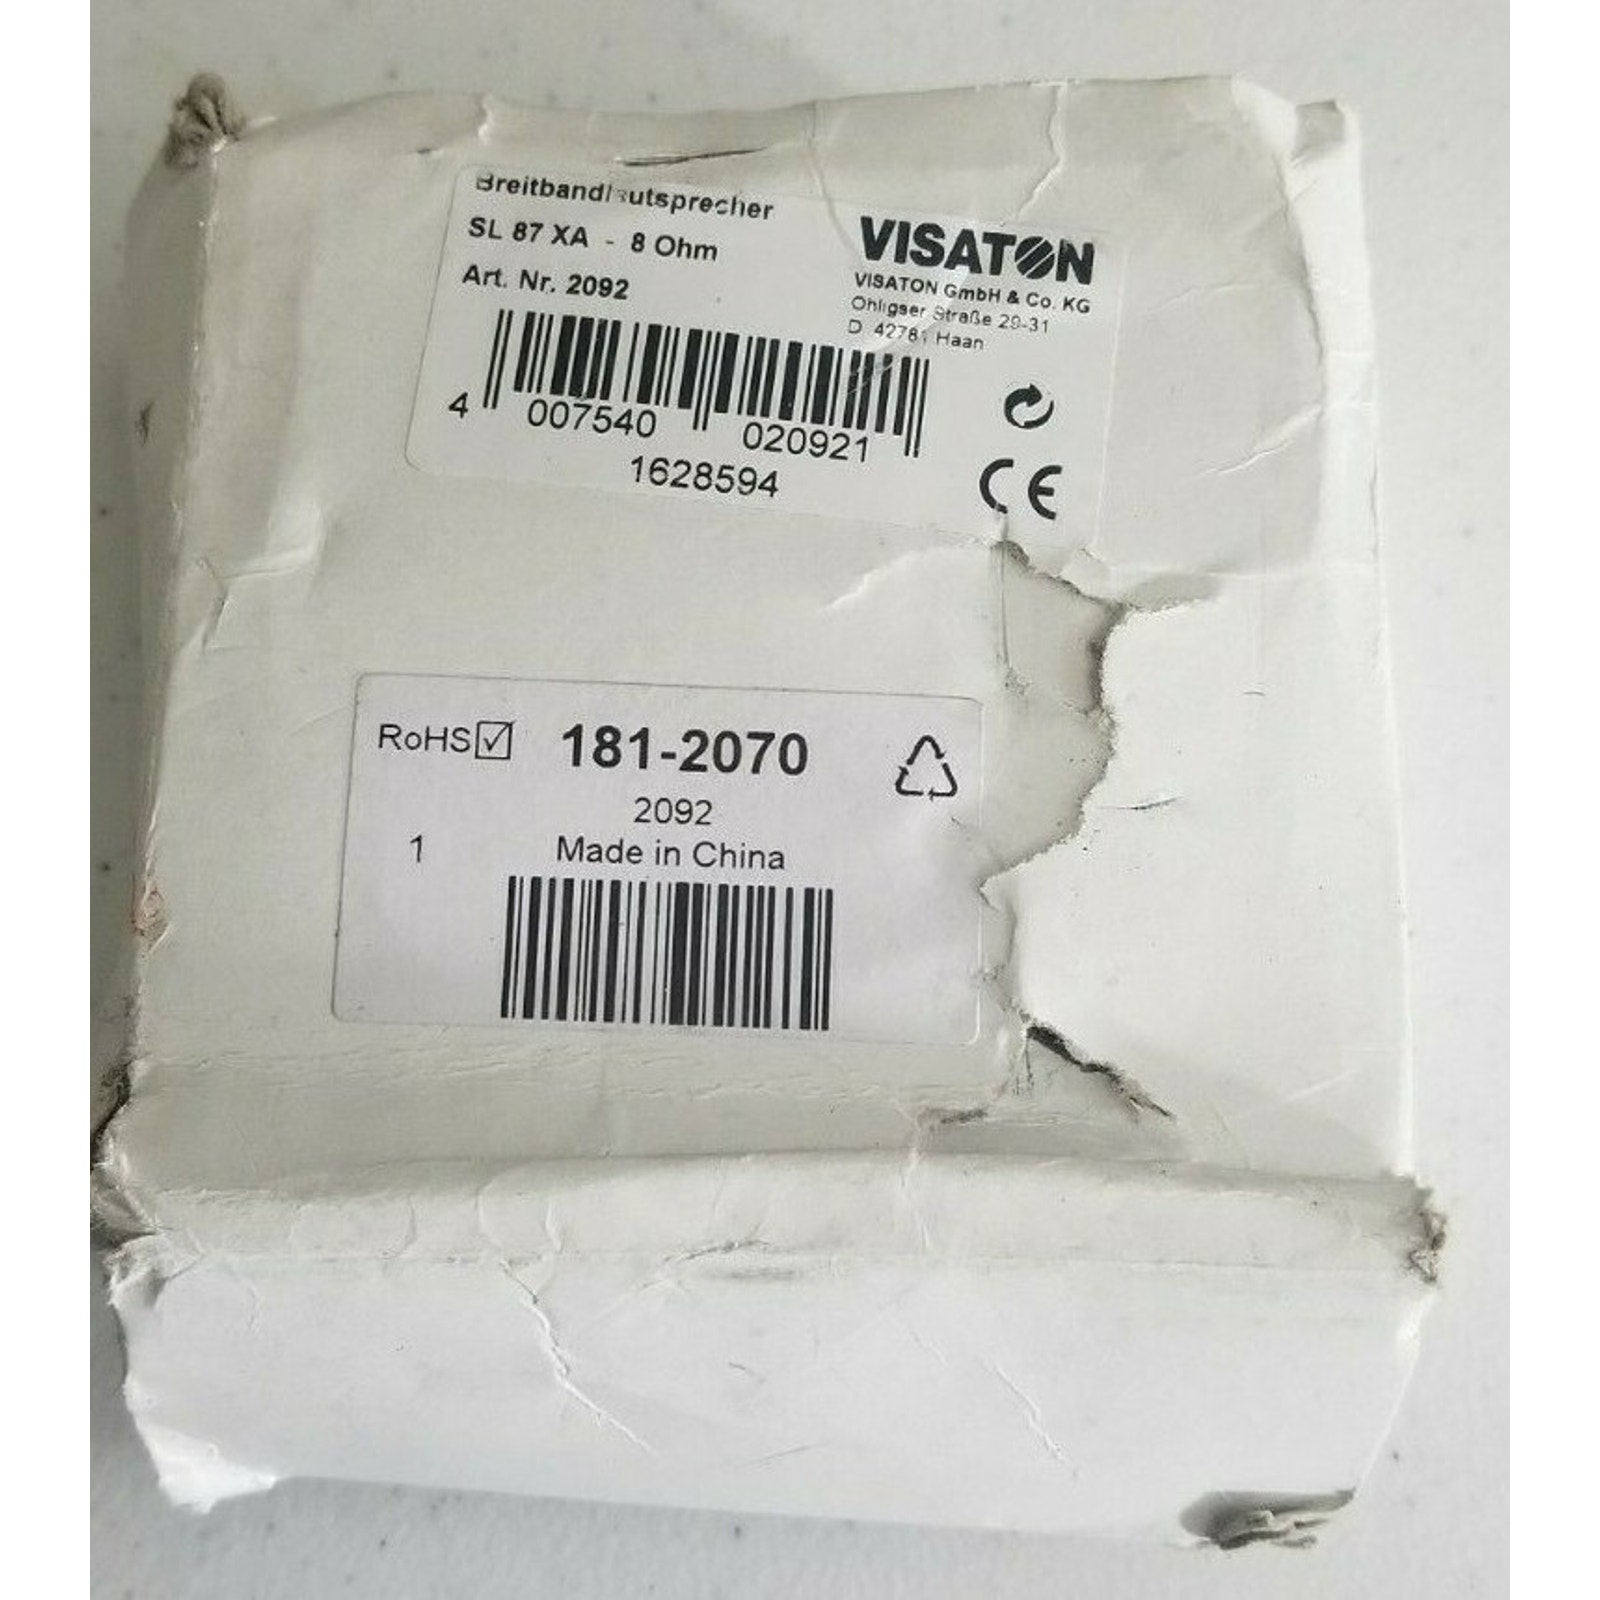 Breitbandlautsprecher
SL 87 XA - 8 Ohm
Art. Nr. 2092
VISATON
VISATON GmbH & Co. KG
Ohligser Straße 29-31
D 42781 Haan
4 007540 020921
1628594
CE
RoHS 181-2070
2092
1 Made in China